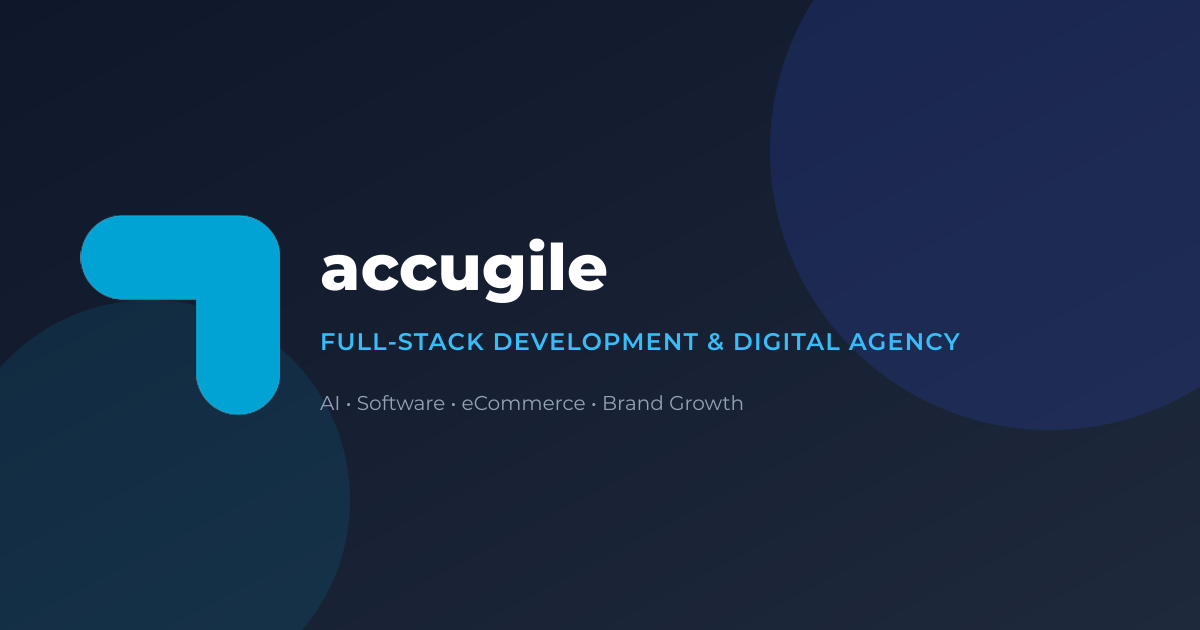 accugile
FULL-STACK DEVELOPMENT & DIGITAL AGENCY
AI • Software • eCommerce • Brand Growth